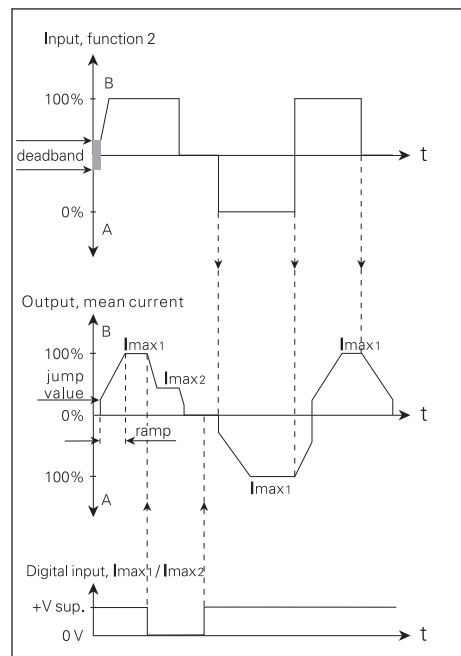 Input, function 2
B
100%
deadband
t
0%
A
Output, mean current
B
100%
Imax1
Imax1
jump
value
Imax2
0%
t
ramp
100%
Imax1
A
Digital input, Imax1/Imax2
+V sup.
0 V
t